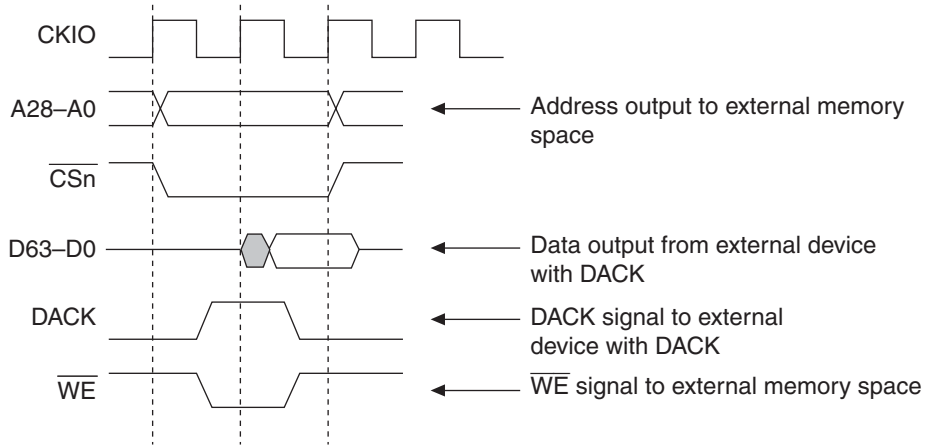 CKIO
A28–A0
Address output to external memory
space
CSn
D63–D0
Data output from external device
with DACK
DACK
DACK signal to external
device with DACK
WE
WE signal to external memory space